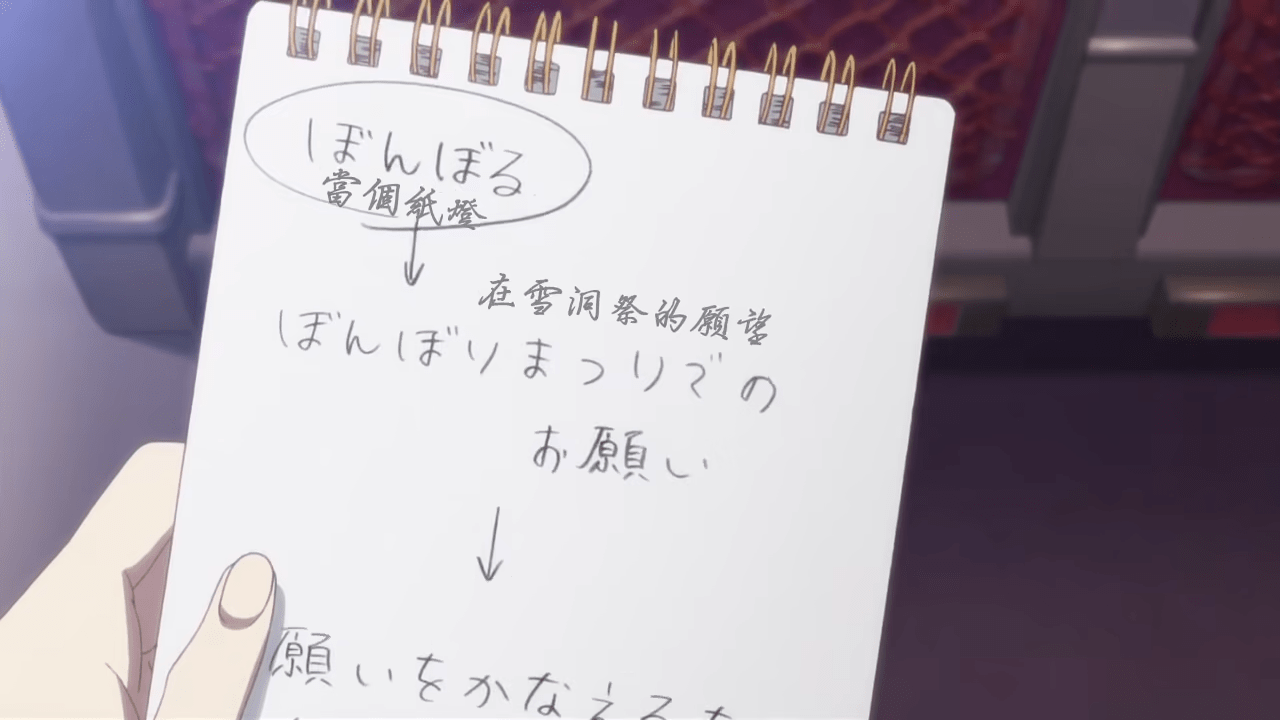 ぼんぼる
當個紙燈
在雪洞祭的願望
ぼんぼりまつりでの
お願い
願いをかなえる